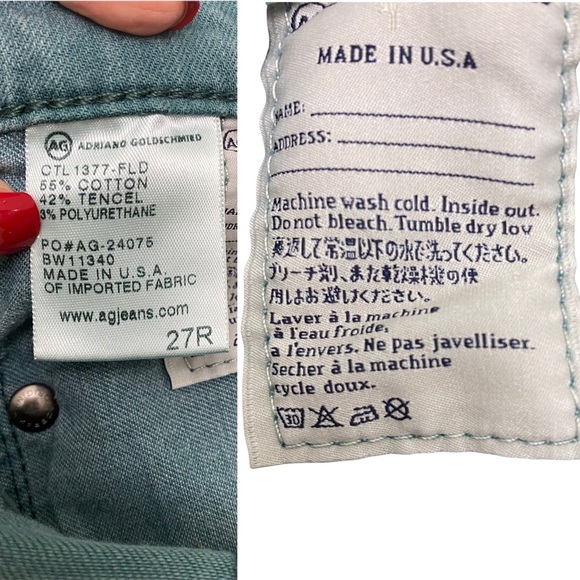 AG ADRIANO GOLDSCHMIED
CTL1377-FLD
55% COTTON
42% TENCEL
3% POLYURETHANE
PO#AG-24075
BW11340
MADE IN U.S.A.
OF IMPORTED FABRIC
www.agjeans.com
27R
MADE IN U.S.A
NAME:
ADDRESS:
Machine wash cold. Inside out.
Do not bleach. Tumble dry low
裏返して常温以下の水で洗ってください。
ブリーチ剤、また乾燥機の使
用しはお避けください。
Laver à la machine
à l'eau froide,
a l'envers. Ne pas javelliser.
Secher à la machine
cycle doux.
30